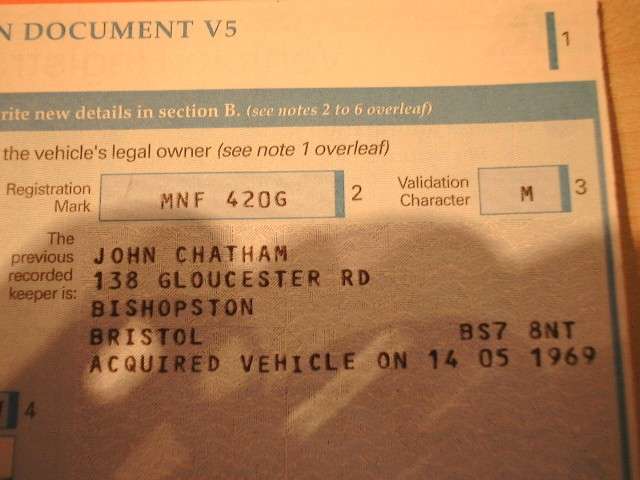 N DOCUMENT V5
1
rite new details in section B. (see notes 2 to 6 overleaf)
the vehicle's legal owner (see note 1 overleaf)
Registration Mark
MNF 420G
2
Validation Character
M
3
The previous recorded keeper is:
JOHN CHATHAM
138 GLOUCESTER RD
BISHOPSTON
BRISTOL BS7 8NT
ACQUIRED VEHICLE ON 14 05 1969
4